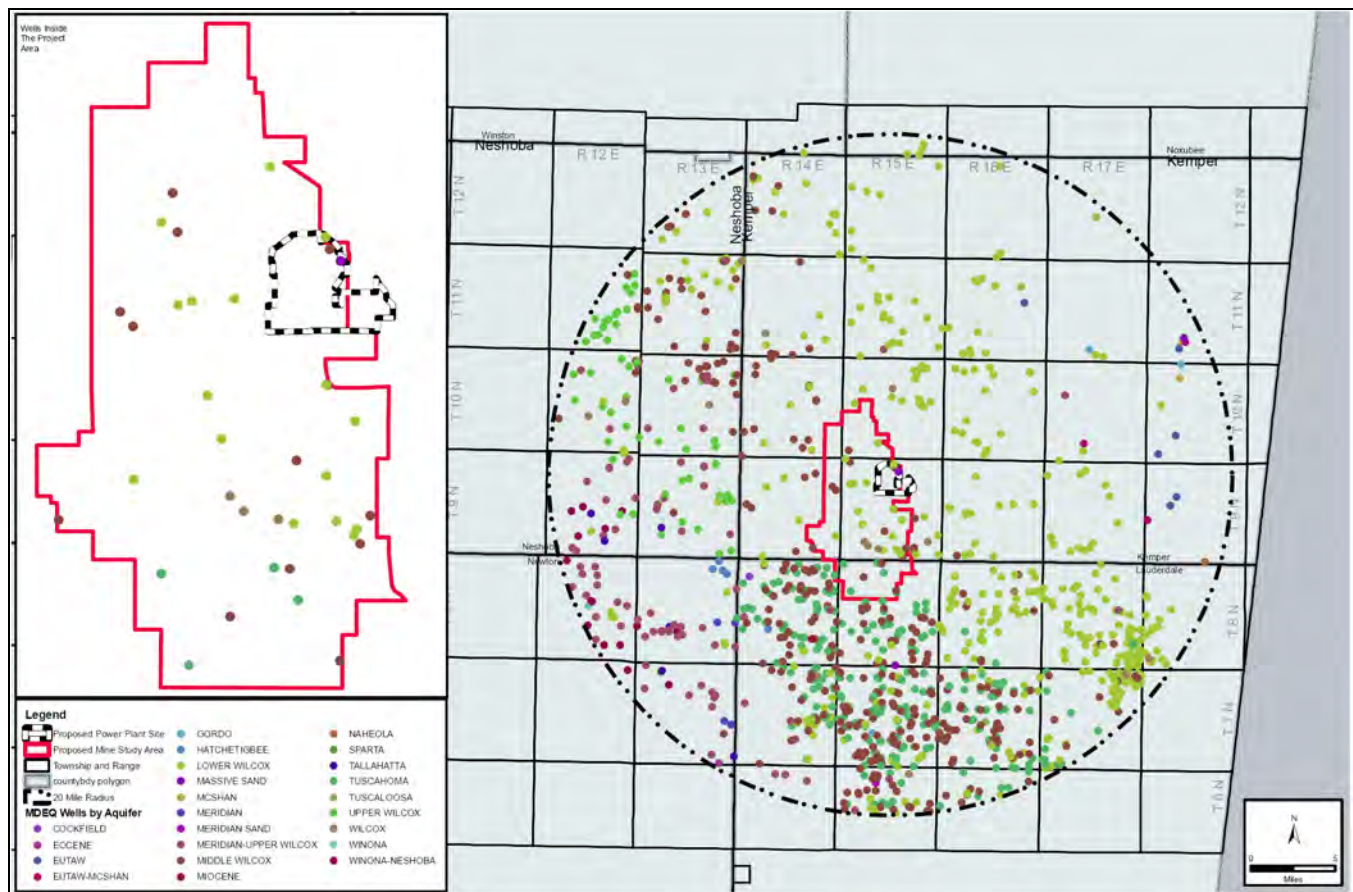 Wells Inside
The Project
Area
Winston
Neshoba
R 12 E
R 13 E
R 14 E
R 15 E
R 16 E
R 17 E
Noxubee
Kemper
T 12 N
Neshoba
Kemper
T 12 N
T 11 N
T 11 N
T 10 N
T 9 N
Neshoba
Newton
Kemper
Lauderdale
T 8 N
T 7 N
T 6 N
Legend
Proposed Power Plant Site
Proposed Mine Study Area
Township and Range
countybdy polygon
20 Mile Radius
MDEQ Wells by Aquifer
COCKFIELD
EOCENE
EUTAW
EUTAW-MCSHAN
GORDO
HATCHETIGBEE
LOWER WILCOX
MASSIVE SAND
MCSHAN
MERIDIAN
MERIDIAN SAND
MERIDIAN-UPPER WILCOX
MIDDLE WILCOX
MIOCENE
NAHEOLA
SPARTA
TALLAHATTA
TUSCAHOMA
TUSCALOOSA
UPPER WILCOX
WILCOX
WINONA
WINONA-NESHOBA
N
0 5
Miles